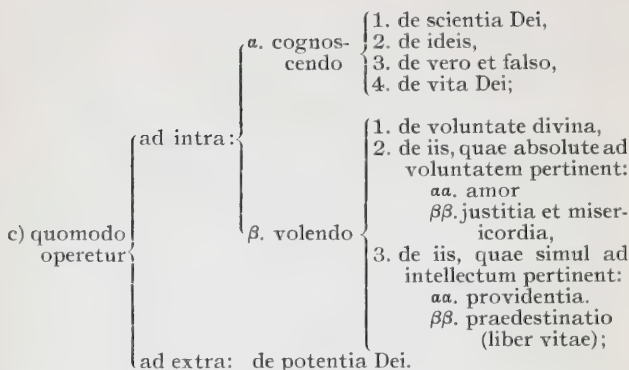 1. de scientia Dei,
α. cognos-
2. de ideis,
cendo
3. de vero et falso,
4. de vita Dei;
ad intra:
1. de voluntate divina,
2. de iis, quae absolute ad
voluntatem pertinent:
αα. amor
c) quomodo
β. volendo
ββ. justitia et miser-
operetur
icordia,
3. de iis, quae simul ad
intellectum pertinent:
αα. providentia.
ββ. praedestinatio
(liber vitae);
ad extra: de potentia Dei.